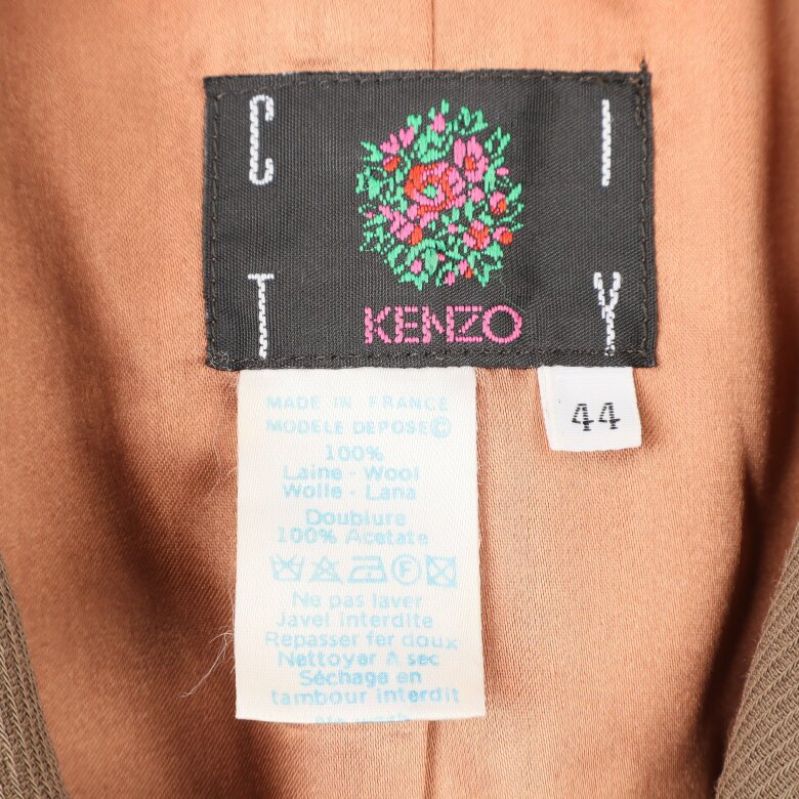 C I
T Y
KENZO
44
MADE IN FRANCE
MODELE DEPOSE©
100%
Laine - Wool
Wolle - Lana
Doublure
100% Acetate
F
Ne pas laver
Javel interdite
Repasser fer doux
Nettoyer A sec
Séchage en
tambour interdit